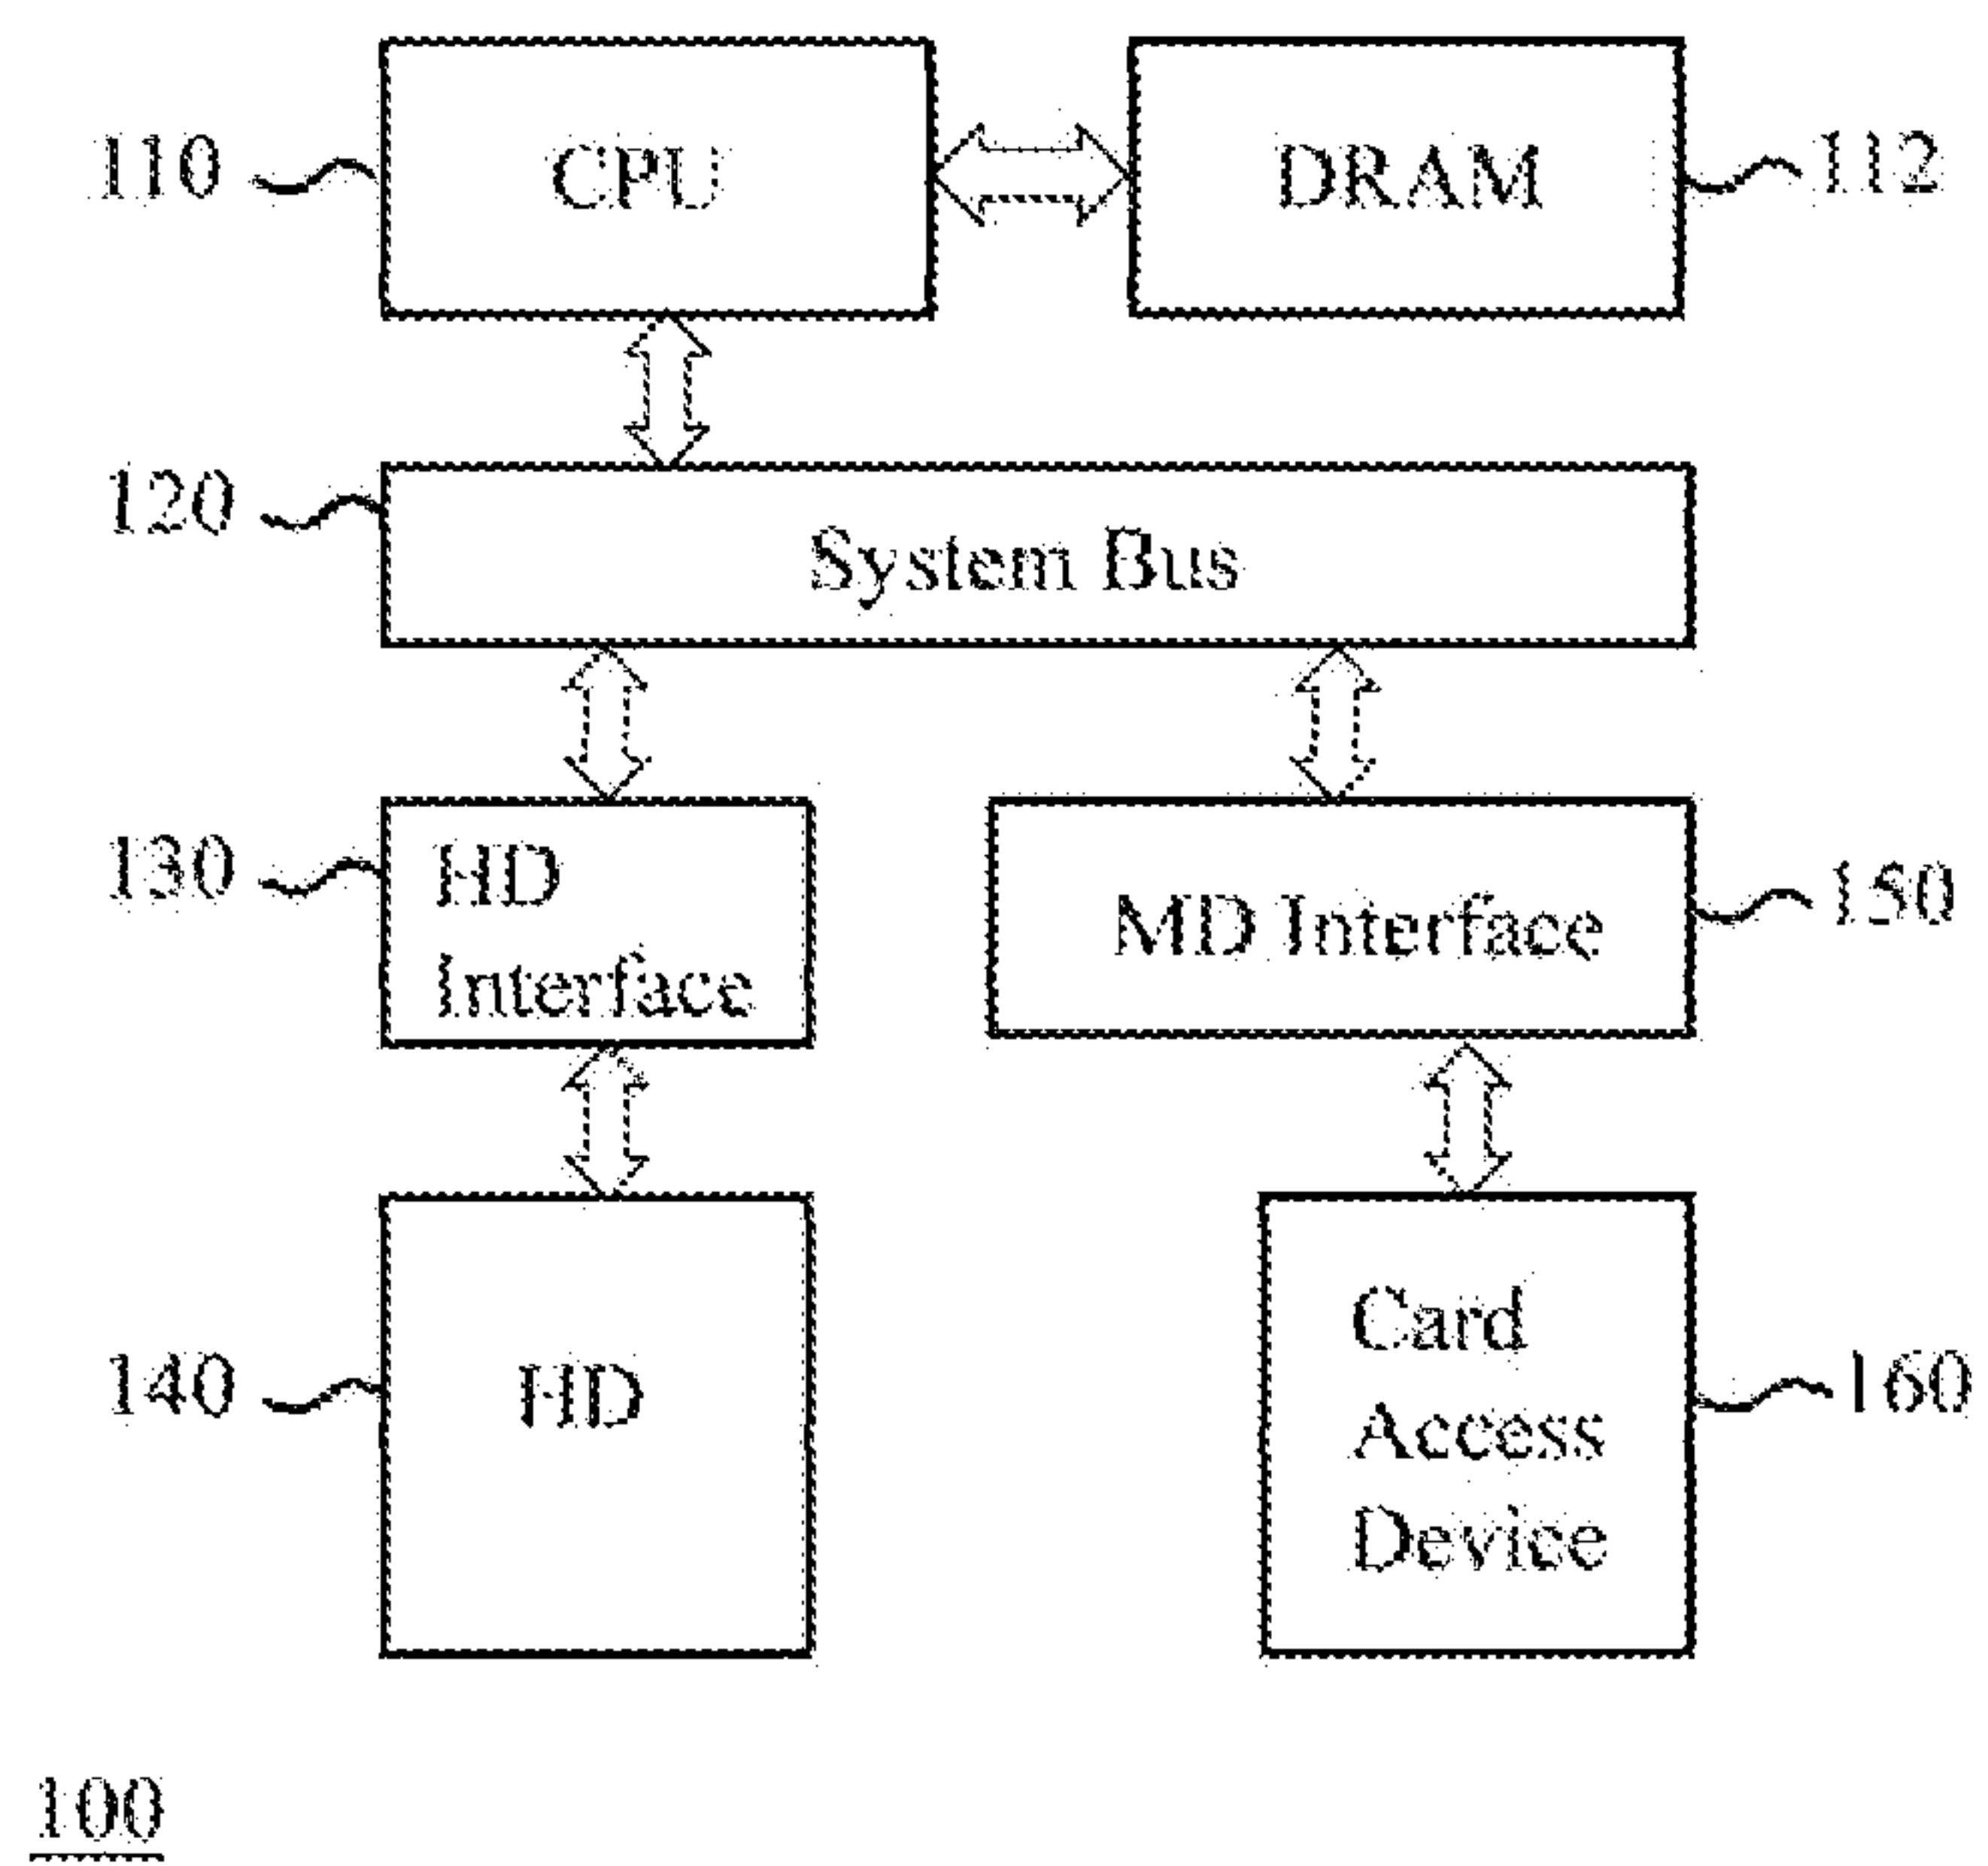 110
CPU
DRAM
112
120
System Bus
130
HD
Interface
MD Interface
150
140
HD
Card
Access
Device
160
100